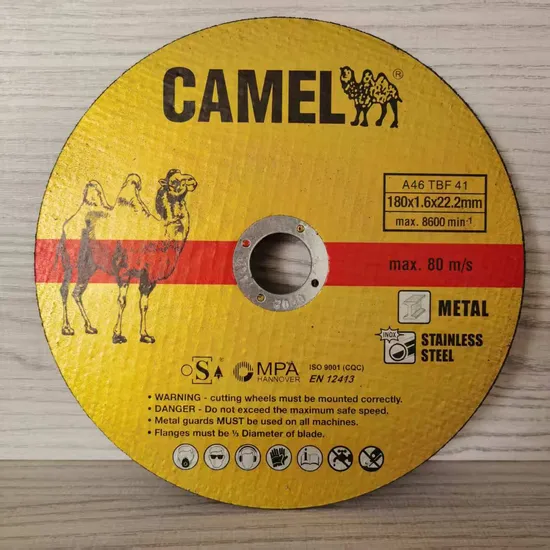 CAMEL®
A46 TBF 41
180x1.6x22.2mm
max. 8600 min⁻¹
max. 80 m/s
METAL
INOX
STAINLESS
STEEL
S
MPA
HANNOVER
ISO 9001 (CQC)
EN 12413
• WARNING - cutting wheels must be mounted correctly.
• DANGER - Do not exceed the maximum safe speed.
• Metal guards MUST be used on all machines.
• Flanges must be ⅓ Diameter of blade.